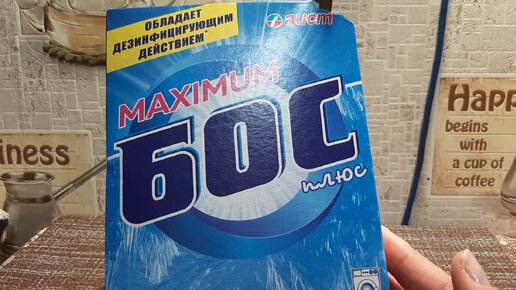 ОБЛАДАЕТ
ДЕЗИНФИЦИРУЮЩИМ
ДЕЙСТВИЕМ*
аист
MAXIMUM
БОС
плюс
iness
Happ
begins
with
a cup of
coffee